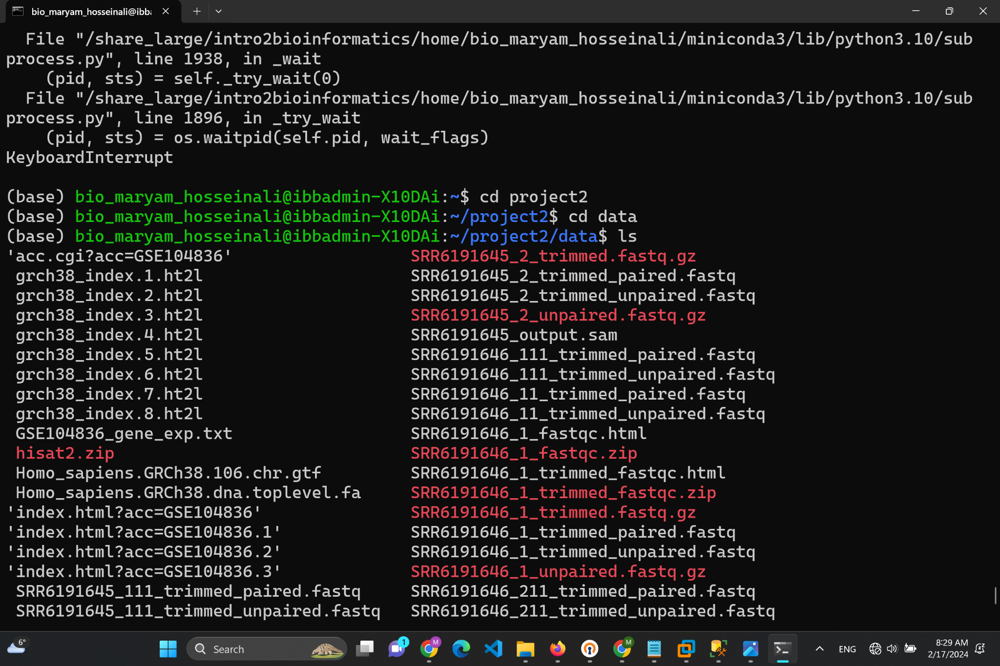 bio_maryam_hosseinali@ibb
File "/share_large/intro2bioinformatics/home/bio_maryam_hosseinali/miniconda3/lib/python3.10/sub
process.py", line 1938, in _wait
(pid, sts) = self._try_wait(0)
File "/share_large/intro2bioinformatics/home/bio_maryam_hosseinali/miniconda3/lib/python3.10/sub
process.py", line 1896, in _try_wait
(pid, sts) = os.waitpid(self.pid, wait_flags)
KeyboardInterrupt
(base) bio_maryam_hosseinali@ibbadmin-X10DAi:~$ cd project2
(base) bio_maryam_hosseinali@ibbadmin-X10DAi:~/project2$ cd data
(base) bio_maryam_hosseinali@ibbadmin-X10DAi:~/project2/data$ ls
'acc.cgi?acc=GSE104836' SRR6191645_2_trimmed.fastq.gz
grch38_index.1.ht2l SRR6191645_2_trimmed_paired.fastq
grch38_index.2.ht2l SRR6191645_2_trimmed_unpaired.fastq
grch38_index.3.ht2l SRR6191645_2_unpaired.fastq.gz
grch38_index.4.ht2l SRR6191645_output.sam
grch38_index.5.ht2l SRR6191646_111_trimmed_paired.fastq
grch38_index.6.ht2l SRR6191646_111_trimmed_unpaired.fastq
grch38_index.7.ht2l SRR6191646_11_trimmed_paired.fastq
grch38_index.8.ht2l SRR6191646_11_trimmed_unpaired.fastq
GSE104836_gene_exp.txt SRR6191646_1_fastqc.html
hisat2.zip SRR6191646_1_fastqc.zip
Homo_sapiens.GRCh38.106.chr.gtf SRR6191646_1_trimmed_fastqc.html
Homo_sapiens.GRCh38.dna.toplevel.fa SRR6191646_1_trimmed_fastqc.zip
'index.html?acc=GSE104836' SRR6191646_1_trimmed.fastq.gz
'index.html?acc=GSE104836.1' SRR6191646_1_trimmed_paired.fastq
'index.html?acc=GSE104836.2' SRR6191646_1_trimmed_unpaired.fastq
'index.html?acc=GSE104836.3' SRR6191646_1_unpaired.fastq.gz
SRR6191645_111_trimmed_paired.fastq SRR6191646_211_trimmed_paired.fastq
SRR6191645_111_trimmed_unpaired.fastq SRR6191646_211_trimmed_unpaired.fastq
6° Search 1 M M ENG 8:29 AM
2/17/2024